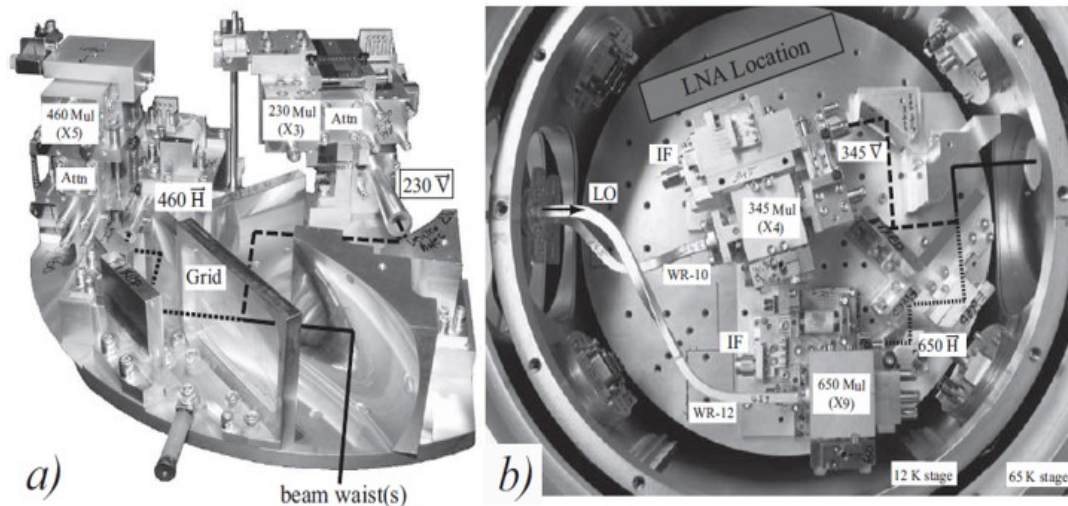 460 Mul
(X5)
Attn
460 H
230 Mul
(X3)
Attn
230 V
Grid
beam waist(s)
a)
LNA Location
IF
LO
345 V
345 Mul
(X4)
WR-10
IF
650 H
650 Mul
(X9)
WR-12
12 K stage
65 K stage
b)